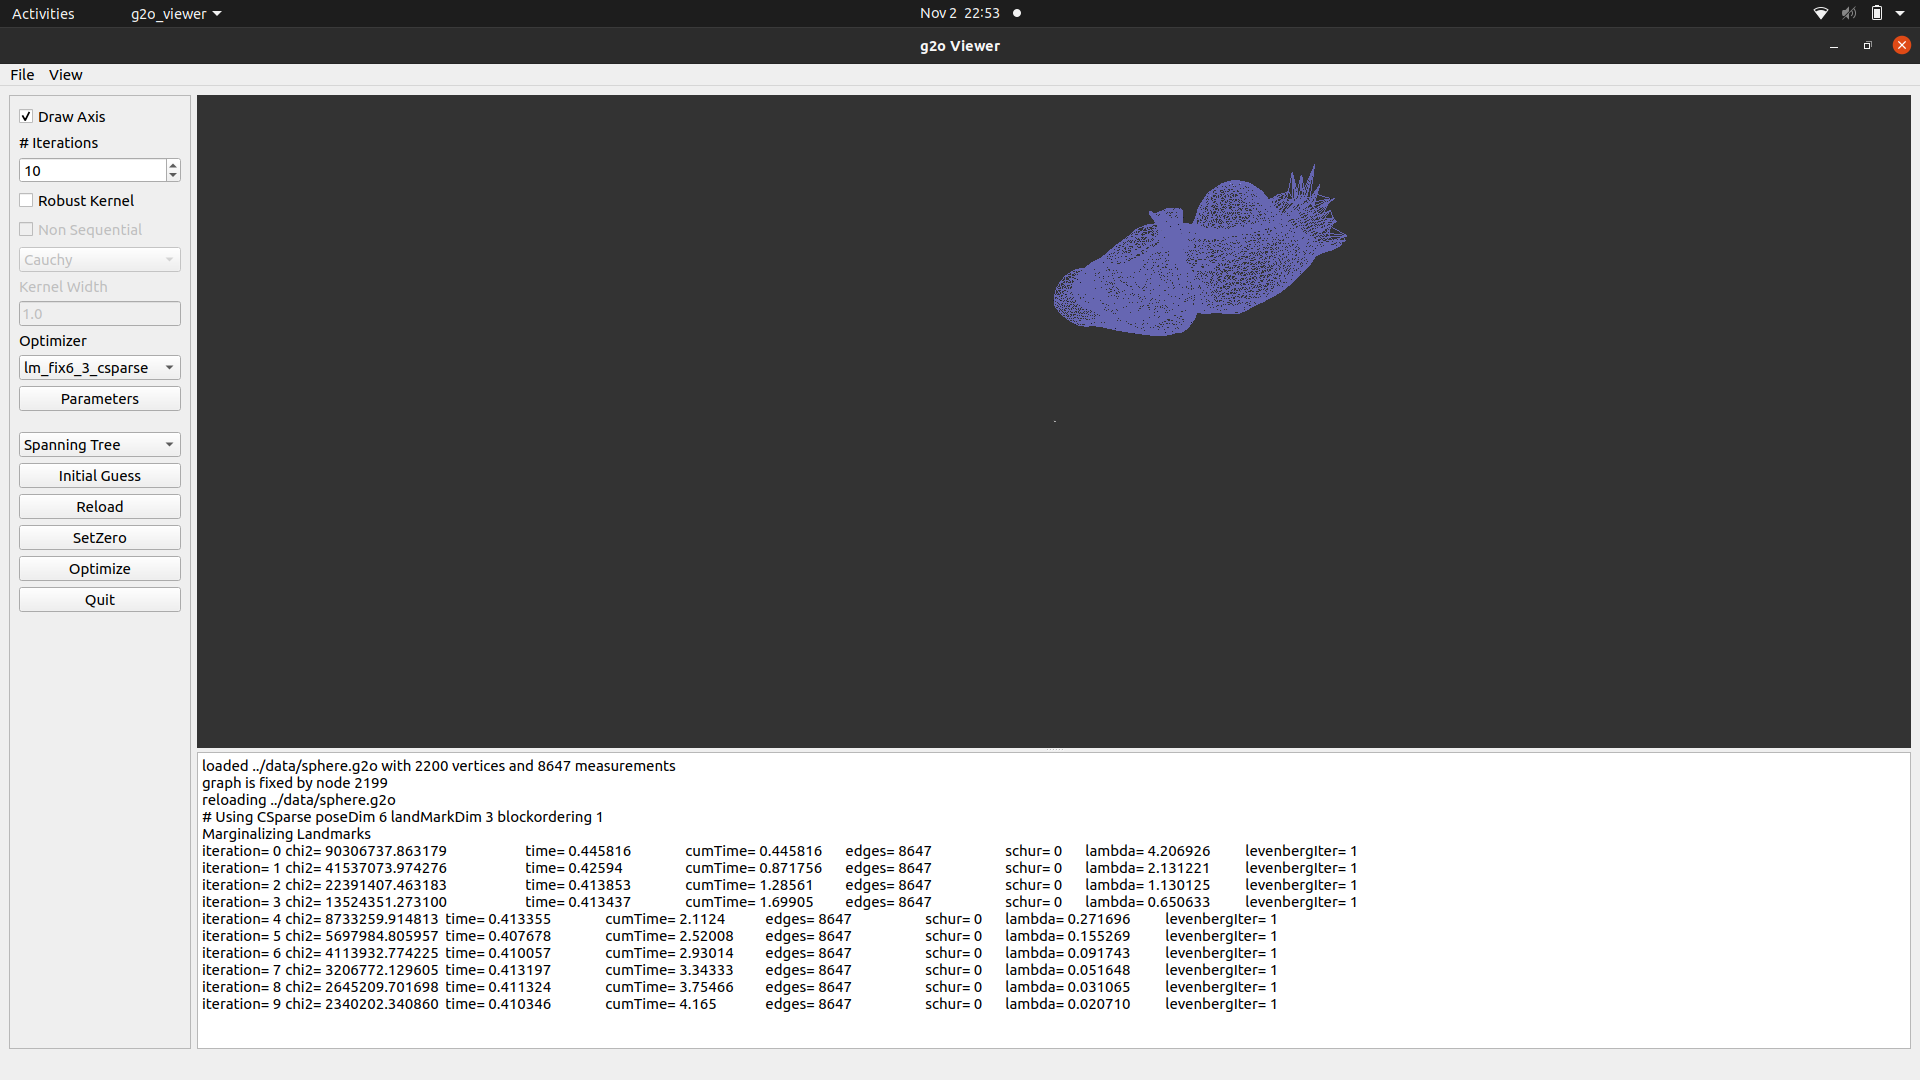 Activities g2o_viewer Nov 2 22:53
g2o Viewer
File View
Draw Axis
# Iterations
10
Robust Kernel
Non Sequential
Cauchy
Kernel Width
1.0
Optimizer
lm_fix6_3_csparse
Parameters
Spanning Tree
Initial Guess
Reload
SetZero
Optimize
Quit
loaded ../data/sphere.g2o with 2200 vertices and 8647 measurements
graph is fixed by node 2199
reloading ../data/sphere.g2o
# Using CSparse poseDim 6 landMarkDim 3 blockordering 1
Marginalizing Landmarks
iteration= 0 chi2= 90306737.863179 time= 0.445816 cumTime= 0.445816 edges= 8647 schur= 0 lambda= 4.206926 levenbergIter= 1
iteration= 1 chi2= 41537073.974276 time= 0.42594 cumTime= 0.871756 edges= 8647 schur= 0 lambda= 2.131221 levenbergIter= 1
iteration= 2 chi2= 22391407.463183 time= 0.413853 cumTime= 1.28561 edges= 8647 schur= 0 lambda= 1.130125 levenbergIter= 1
iteration= 3 chi2= 13524351.273100 time= 0.413437 cumTime= 1.69905 edges= 8647 schur= 0 lambda= 0.650633 levenbergIter= 1
iteration= 4 chi2= 8733259.914813 time= 0.413355 cumTime= 2.1124 edges= 8647 schur= 0 lambda= 0.271696 levenbergIter= 1
iteration= 5 chi2= 5697984.805957 time= 0.407678 cumTime= 2.52008 edges= 8647 schur= 0 lambda= 0.155269 levenbergIter= 1
iteration= 6 chi2= 4113932.774225 time= 0.410057 cumTime= 2.93014 edges= 8647 schur= 0 lambda= 0.091743 levenbergIter= 1
iteration= 7 chi2= 3206772.129605 time= 0.413197 cumTime= 3.34333 edges= 8647 schur= 0 lambda= 0.051648 levenbergIter= 1
iteration= 8 chi2= 2645209.701698 time= 0.411324 cumTime= 3.75466 edges= 8647 schur= 0 lambda= 0.031065 levenbergIter= 1
iteration= 9 chi2= 2340202.340860 time= 0.410346 cumTime= 4.165 edges= 8647 schur= 0 lambda= 0.020710 levenbergIter= 1